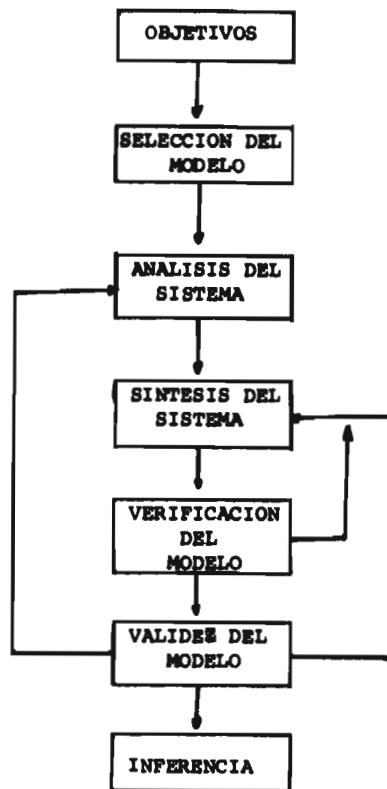 OBJETIVOS
SELECCION DEL
MODELO
ANALISIS DEL
SISTEMA
SINTESIS DEL
SISTEMA
VERIFICACION
DEL
MODELO
VALIDEZ DEL
MODELO
INFERENCIA